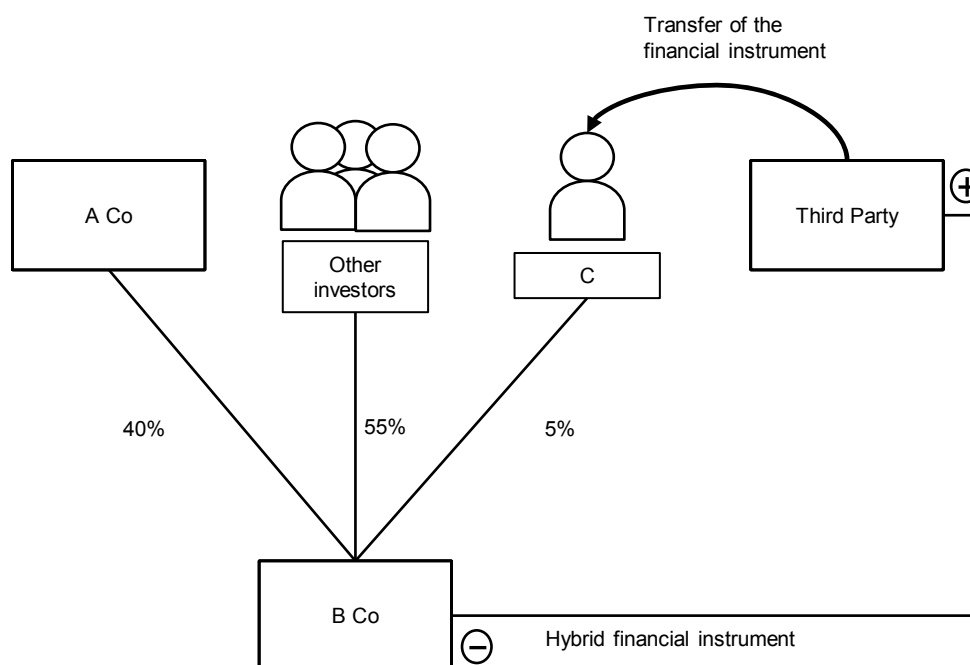 Transfer of the
financial instrument
A Co
Other
investors
C
Third Party
+
40%
55%
5%
B Co
−
Hybrid financial instrument